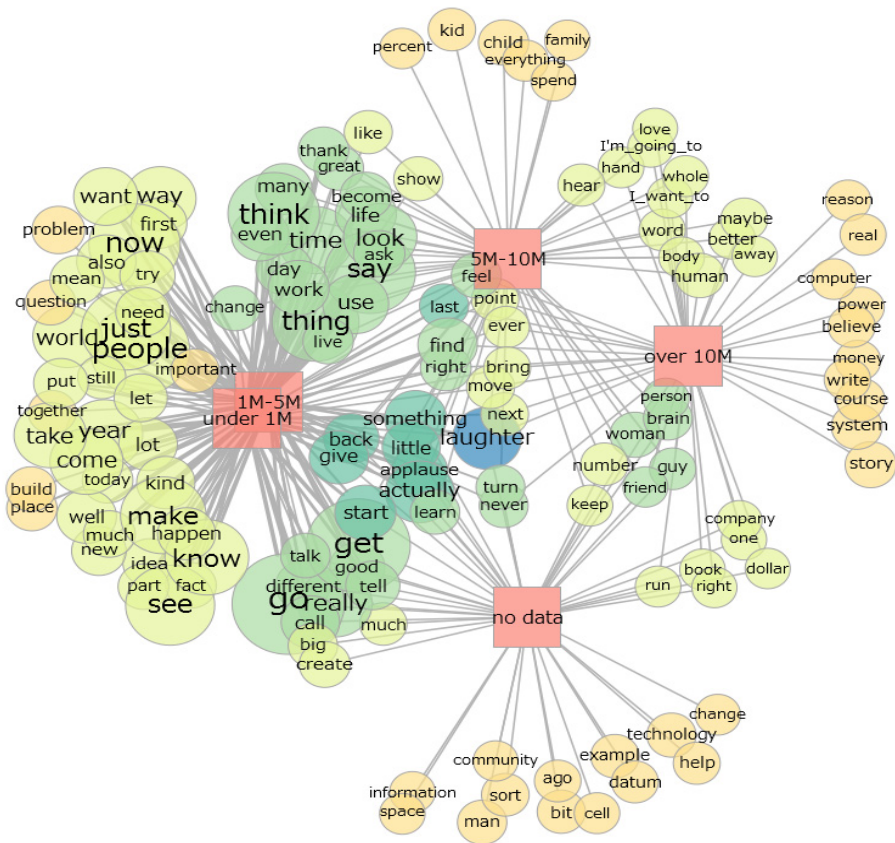 kid
family
percent
child
everything
spend
like
love
I'm_going_to
thank
great
hand
whole
show
hear
I_want_to
many
become
want
way
life
think
reason
first
problem
maybe
word
even
time
look
better
real
now
ask
5M-10M
body
away
also
say
feel
human
mean
try
day
computer
work
question
change
use
last
point
power
need
thing
ever
believe
world
just
live
find
people
over 10M
money
right
bring
important
put
still
move
write
let
person
1M-5M
course
together
under 1M
something
next
brain
system
take
year
back
little
laughter
woman
lot
give
come
applause
number
guy
story
today
kind
actually
turn
friend
build
place
never
keep
start
learn
well
make
company
much
happen
one
new
get
know
talk
idea
good
book
dollar
part
fact
different
tell
run
right
see
go
really
no data
call
much
big
create
change
technology
community
example
help
ago
datum
information
sort
space
bit
cell
man